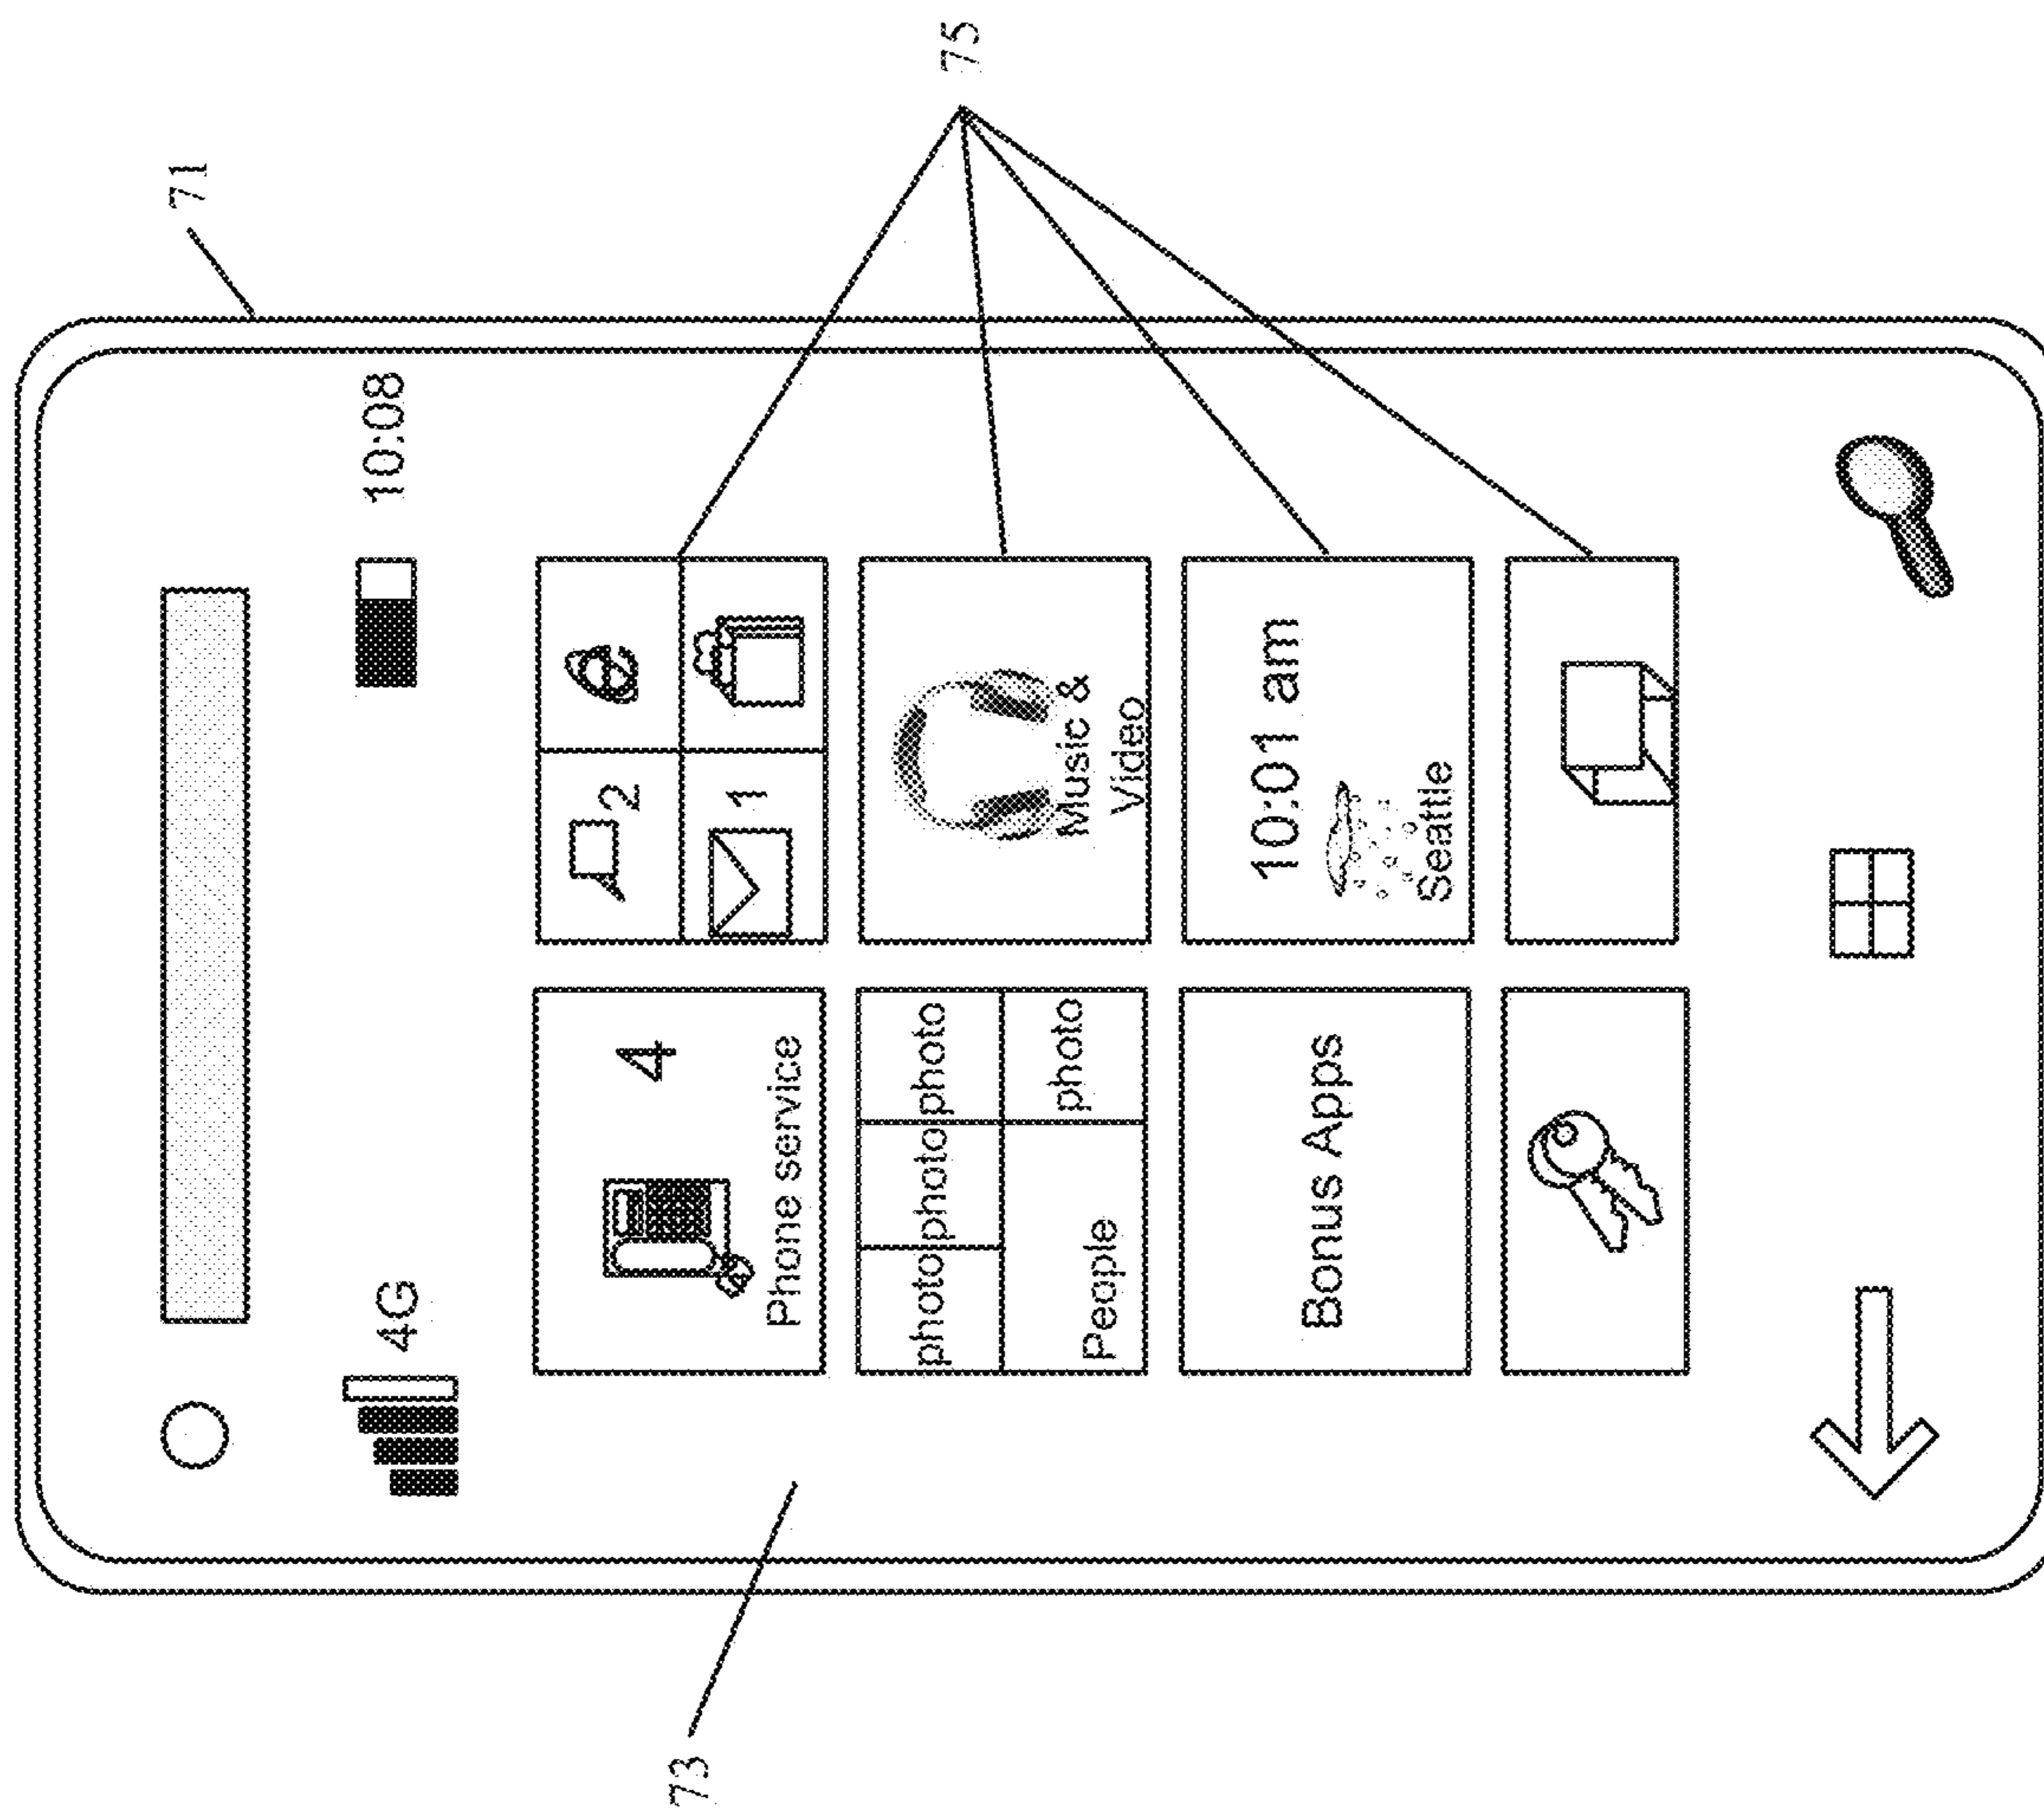 71
75
4G 10:08
4
Phone service
2
e
1
photo photo photo
People photo
Music &
Video
Bonus Apps
10:01 am
Seattle
73